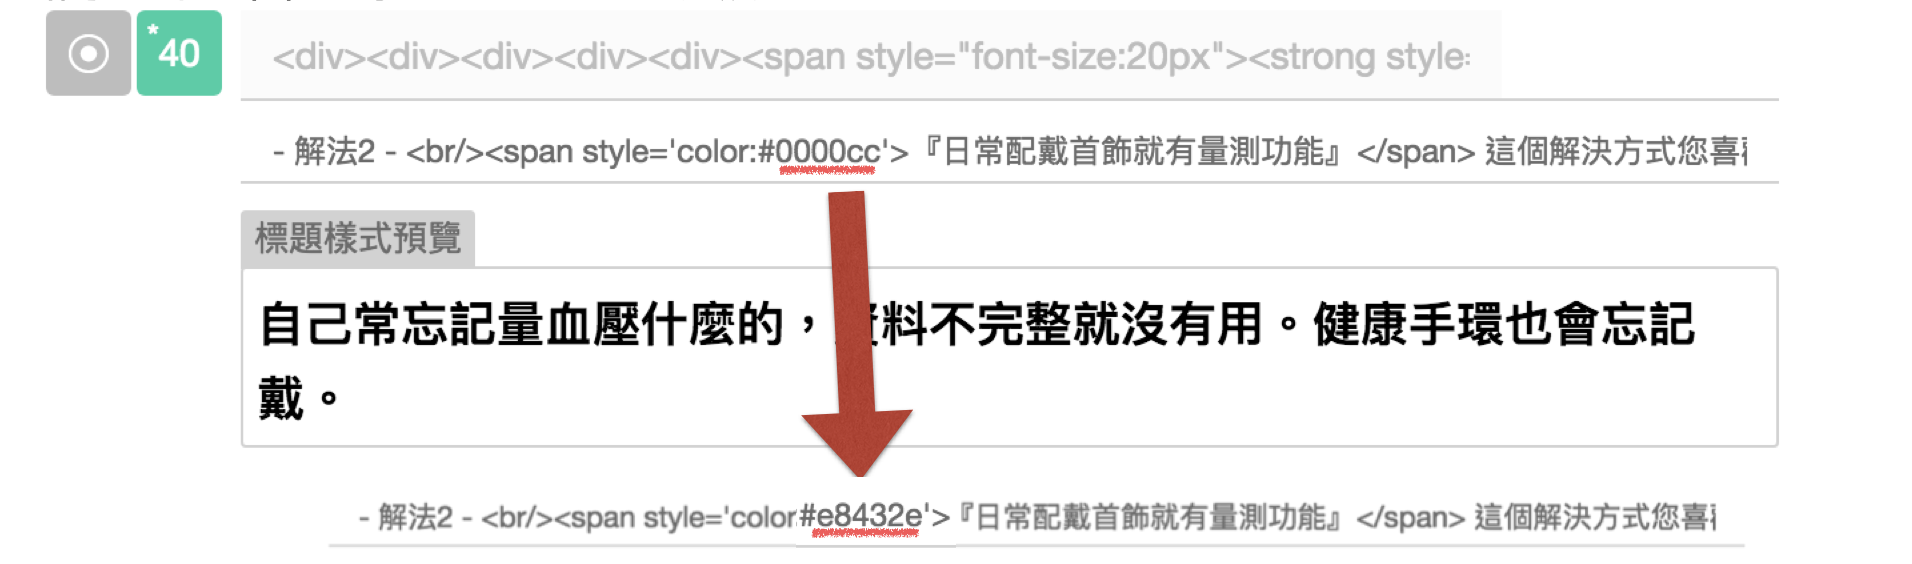 *40
<div><div><div><div><div><span style="font-size:20px"><strong style:
- 解法2 - <br/><span style='color:#0000cc'>『日常配戴首飾就有量測功能』</span> 這個解決方式您喜
標題樣式預覽
自己常忘記量血壓什麼的，資料不完整就沒有用。健康手環也會忘記
戴。
- 解法2 - <br/><span style='color:#e8432e'>『日常配戴首飾就有量測功能』</span> 這個解決方式您喜